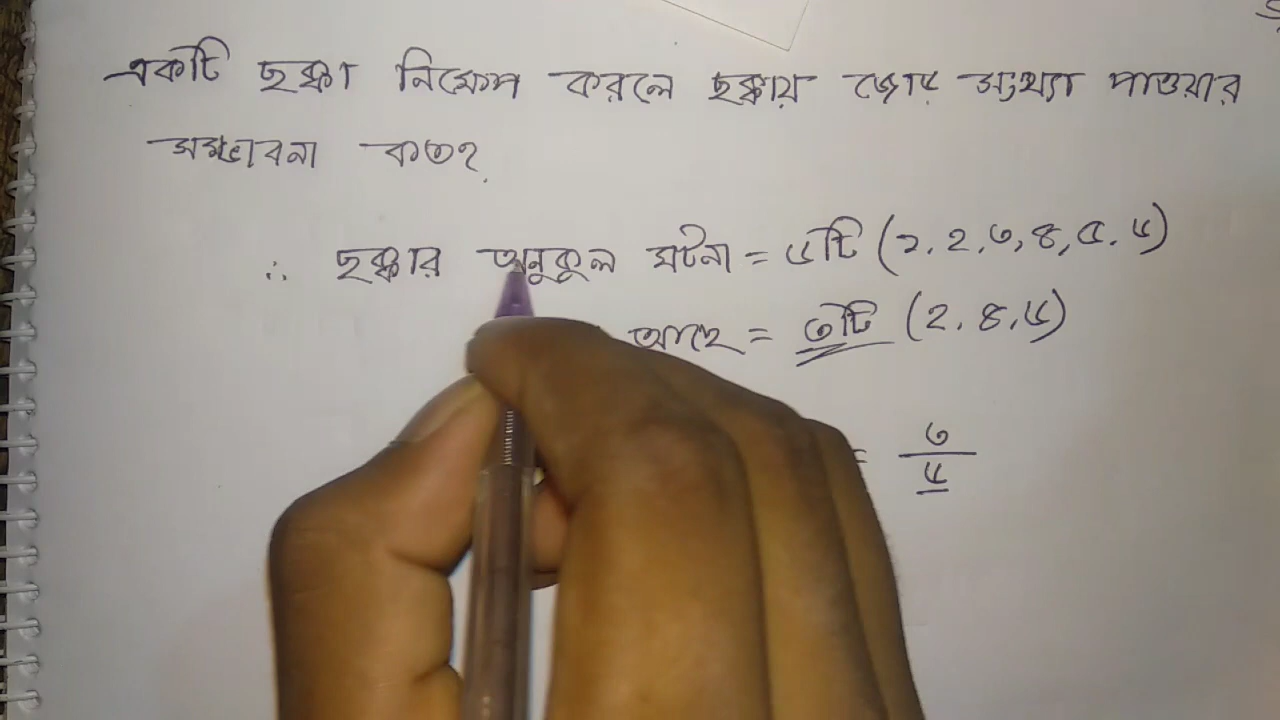 একটি ছক্কা নিক্ষেপ করলে ছক্কায় জোড় সংখ্যা পাওয়ার
সম্ভাবনা কত?
∴ ছক্কার অনুকুল ঘটনা = ৬টি (১, ২, ৩, ৪, ৫, ৬)
আছে = ৩টি (২, ৪, ৬)
= ৩/৬